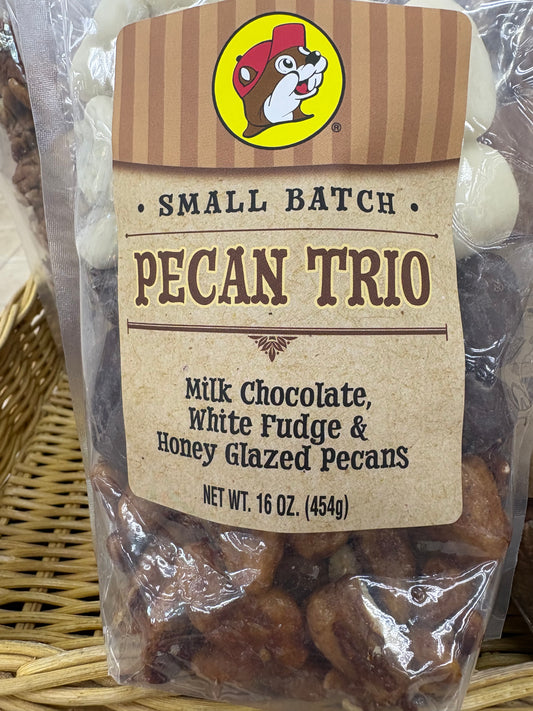 ®
• SMALL BATCH •
PECAN TRIO
Milk Chocolate,
White Fudge &
Honey Glazed Pecans
NET WT. 16 OZ. (454g)